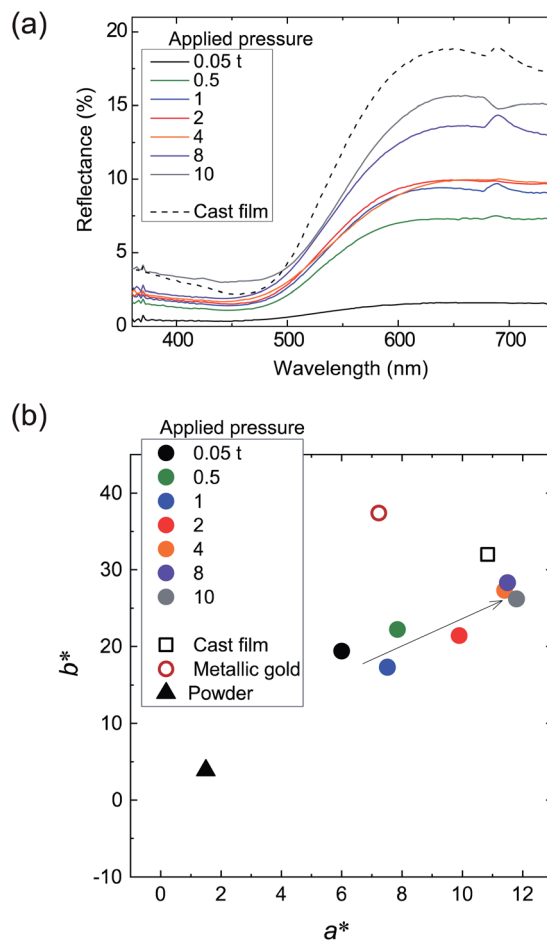 (a)
Applied pressure
0.05 t
0.5
1
2
4
8
10
Cast film
20
15
10
5
0
Reflectance (%)
400
500
600
700
Wavelength (nm)
(b)
Applied pressure
0.05 t
0.5
1
2
4
8
10
Cast film
Metallic gold
Powder
40
30
20
10
0
-10
b*
0
2
4
6
8
10
12
a*